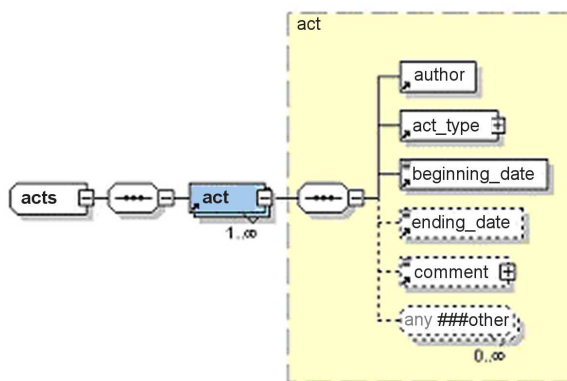 act
author
act_type
beginning_date
acts
act
1..∞
ending_date
comment
any ###other
0..∞